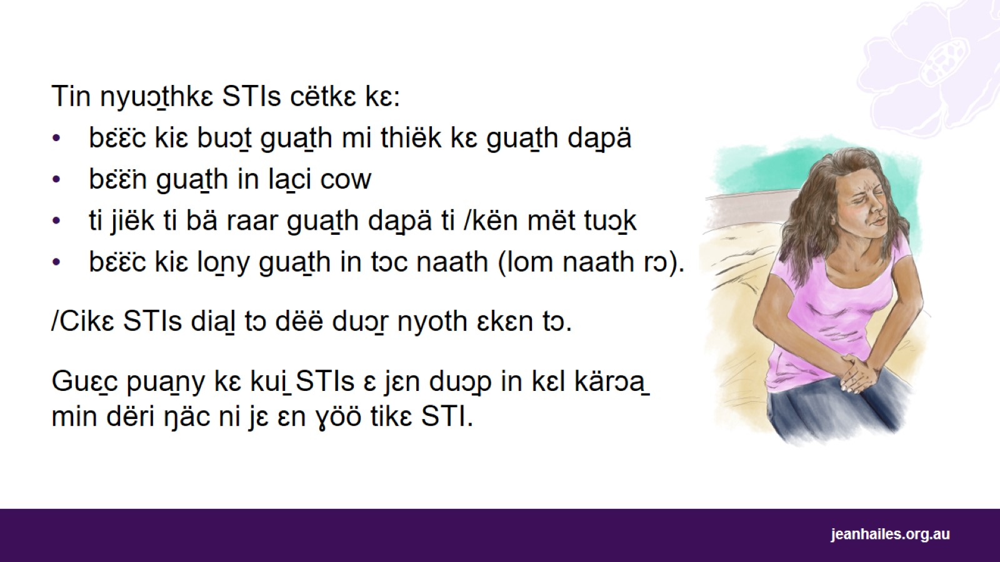 Tin nyuɔ̱thkɛ STIs cëtkɛ kɛ:
• bɛ̈ɛ̈c kiɛ buɔ̱t gua̱th mi thiëk kɛ gua̱th da̱pä
• bɛ̈ɛ̈n gua̱th in la̱ci cow
• ti jiëk ti bä raar gua̱th da̱pä ti /kën mët tuɔ̱k
• bɛ̈ɛ̈c kiɛ lo̱ny gua̱th in tɔc naath (lom naath rɔ).
/Cikɛ STIs dia̱l tɔ dëë duɔ̱r nyoth ɛkɛn tɔ.
Guɛ̱c pua̱ny kɛ kui̱ STIs ɛ jɛn duɔ̱p in kɛl kärɔa̱
min dëri ŋäc ni jɛ ɛn ɣöö tikɛ STI.
jeanhailes.org.au